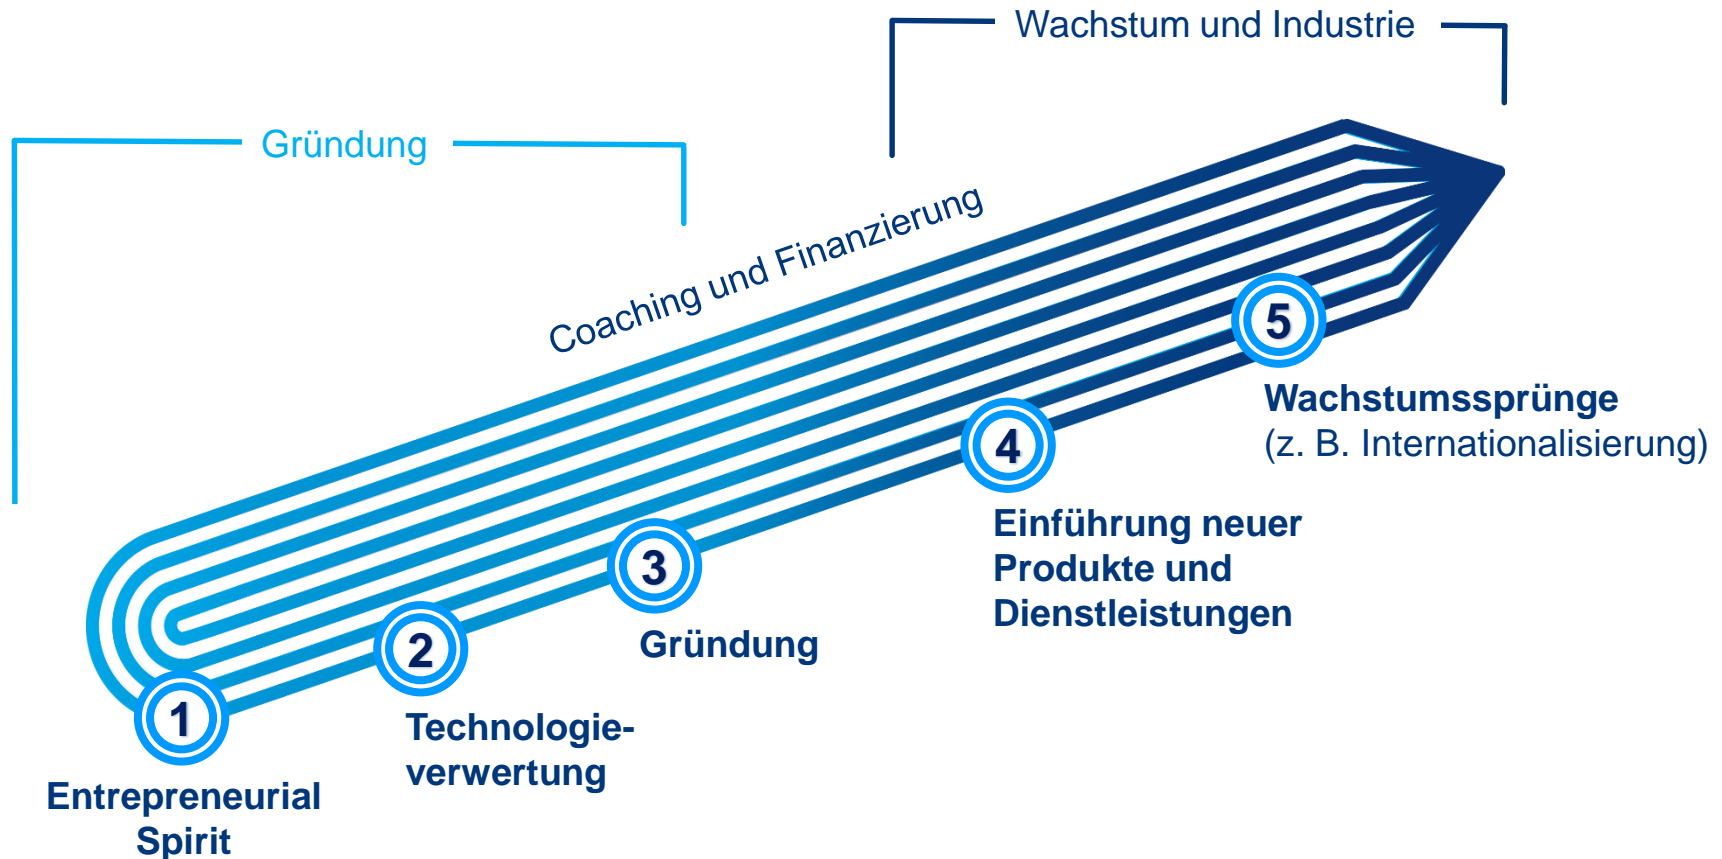 Wachstum und Industrie
Gründung
Coaching und Finanzierung
5
Wachstumssprünge
(z. B. Internationalisierung)
4
Einführung neuer
Produkte und
Dienstleistungen
3
Gründung
2
Technologie-
verwertung
1
Entrepreneurial
Spirit